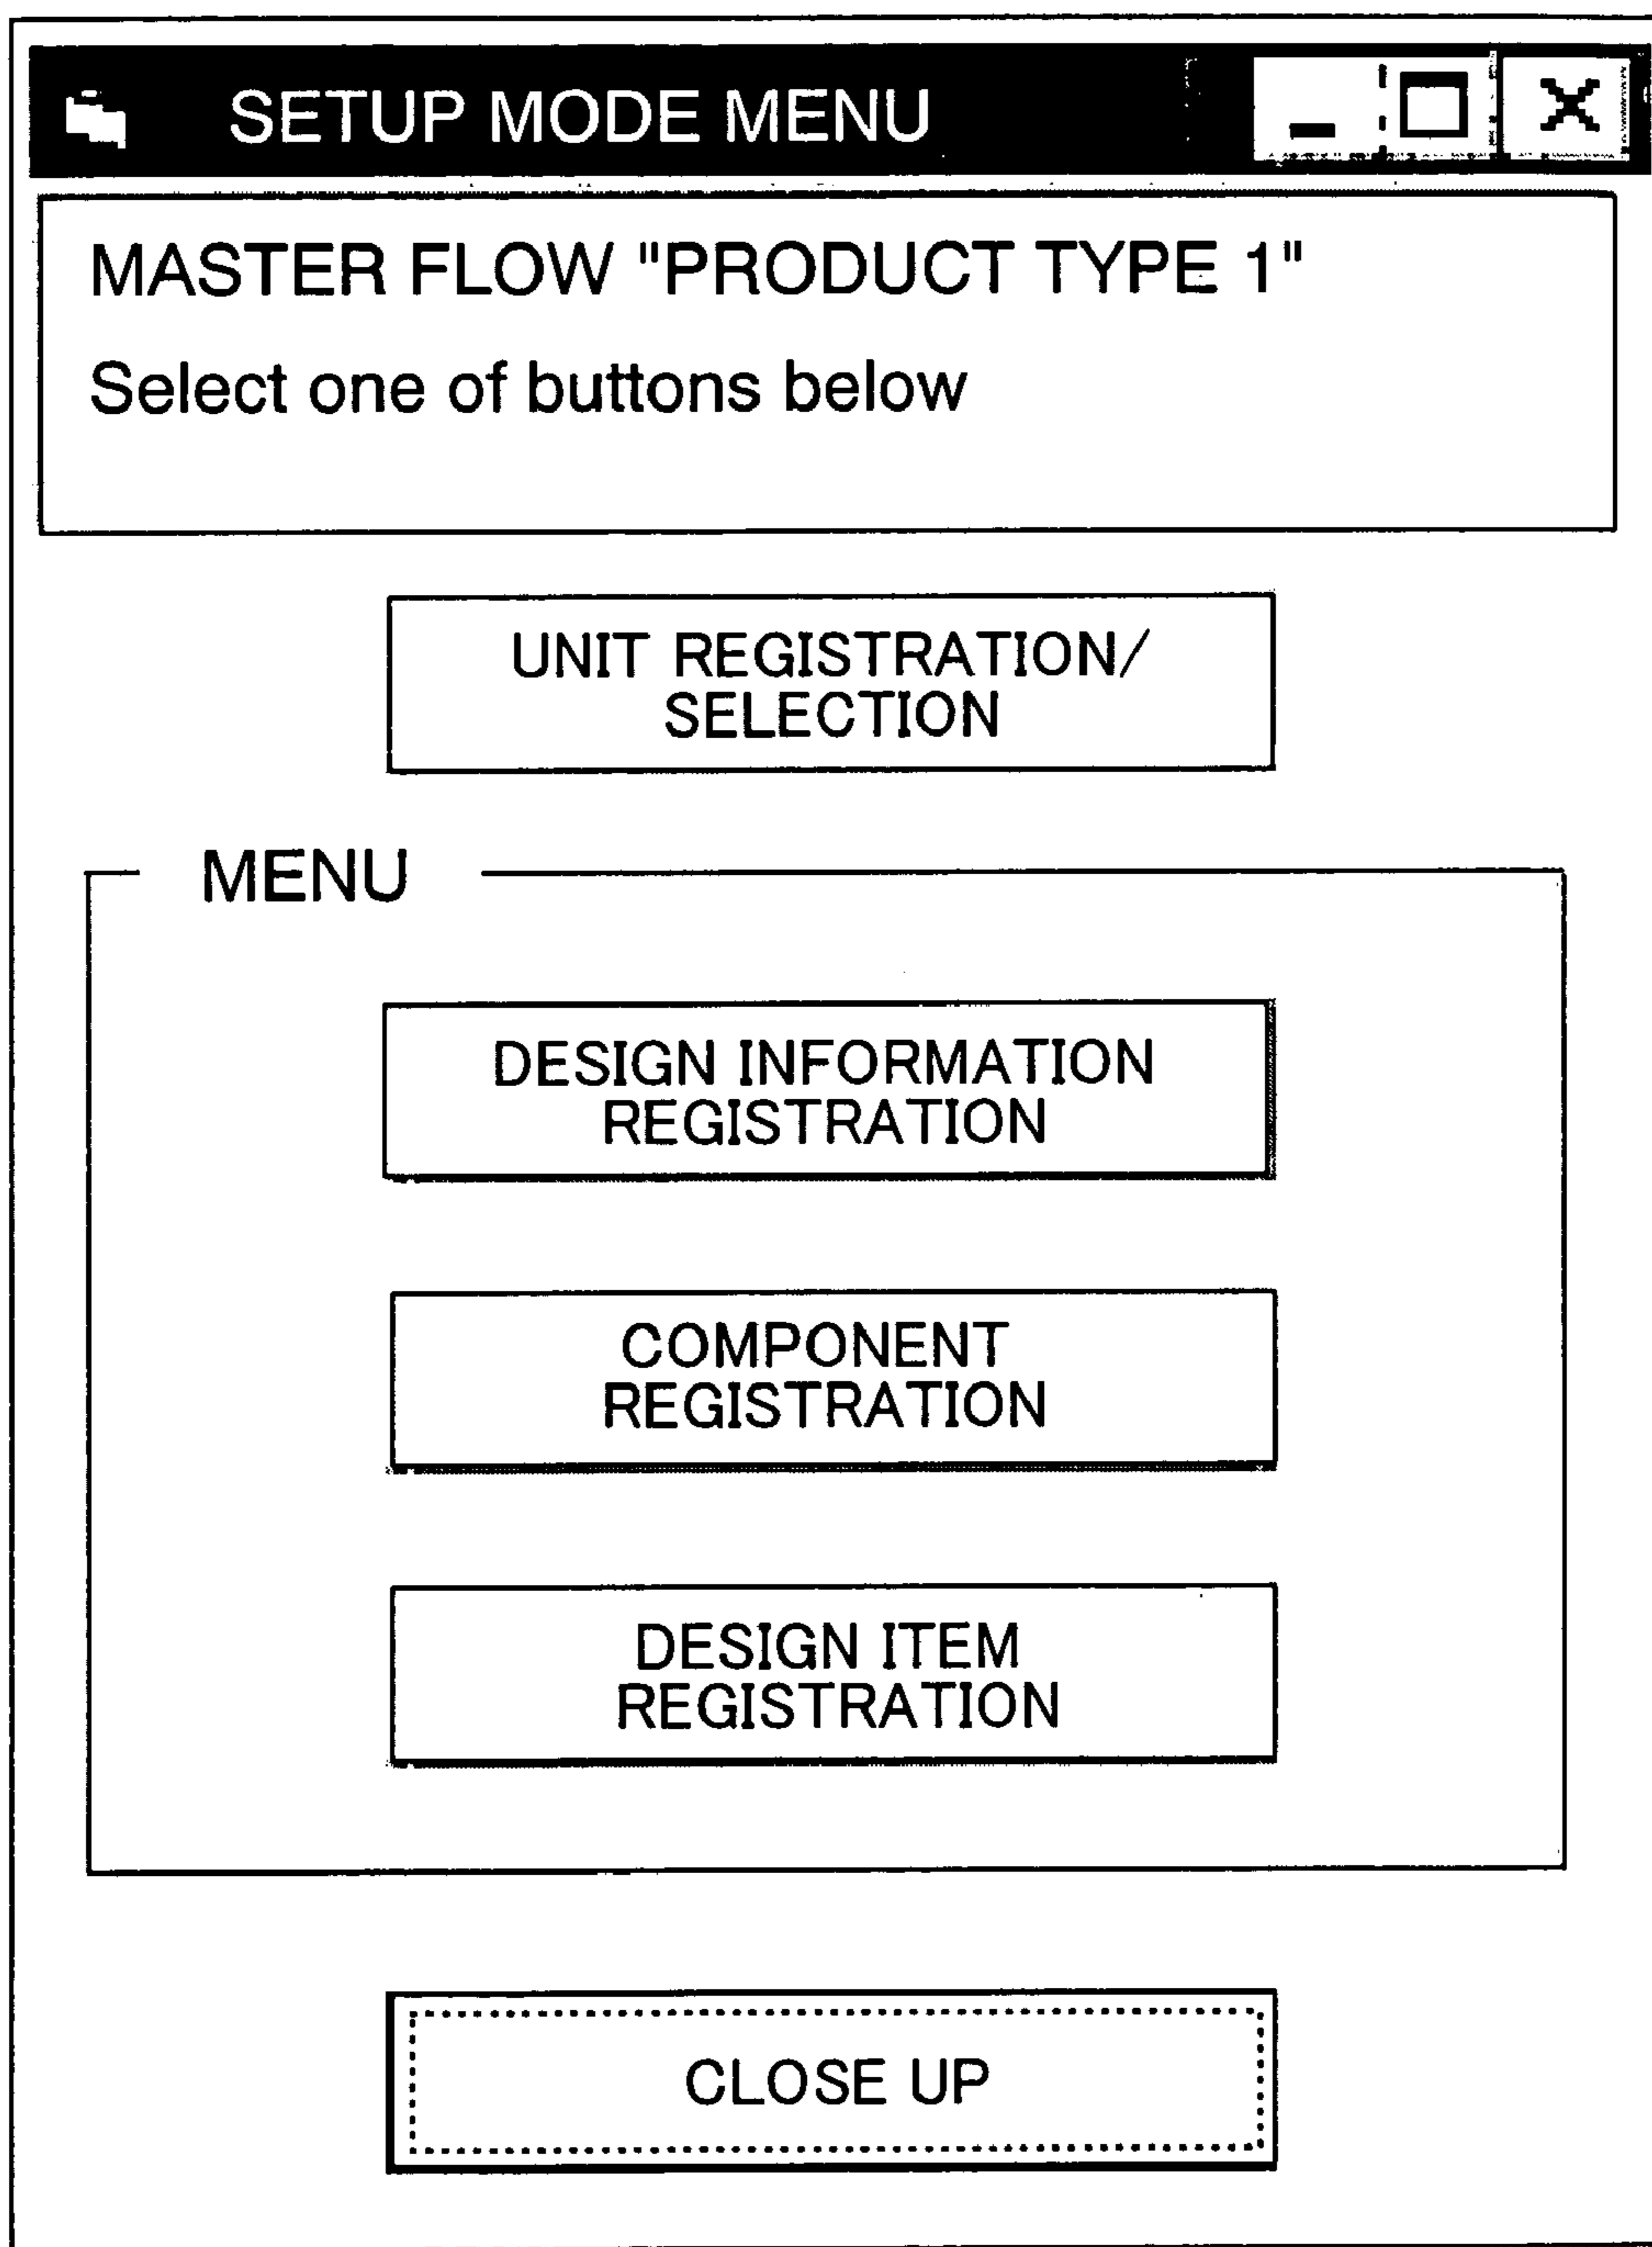 SETUP MODE MENU
MASTER FLOW "PRODUCT TYPE 1"
Select one of buttons below
UNIT REGISTRATION/
SELECTION
MENU
DESIGN INFORMATION
REGISTRATION
COMPONENT
REGISTRATION
DESIGN ITEM
REGISTRATION
CLOSE UP